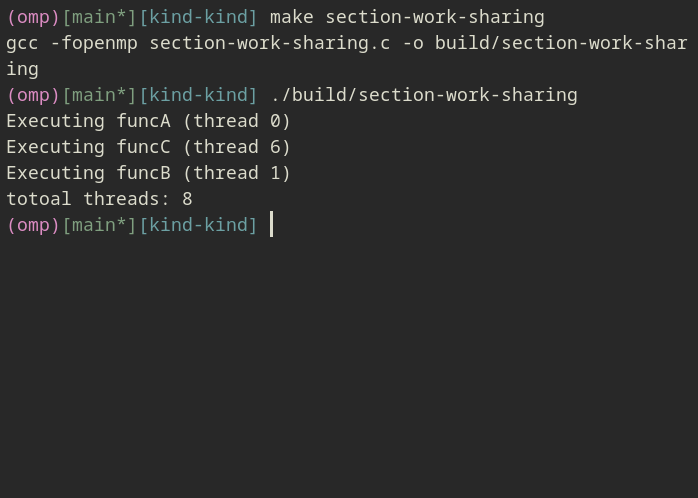 (omp)[main*][kind-kind] make section-work-sharing
gcc -fopenmp section-work-sharing.c -o build/section-work-shar
ing
(omp)[main*][kind-kind] ./build/section-work-sharing
Executing funcA (thread 0)
Executing funcC (thread 6)
Executing funcB (thread 1)
totoal threads: 8
(omp)[main*][kind-kind]